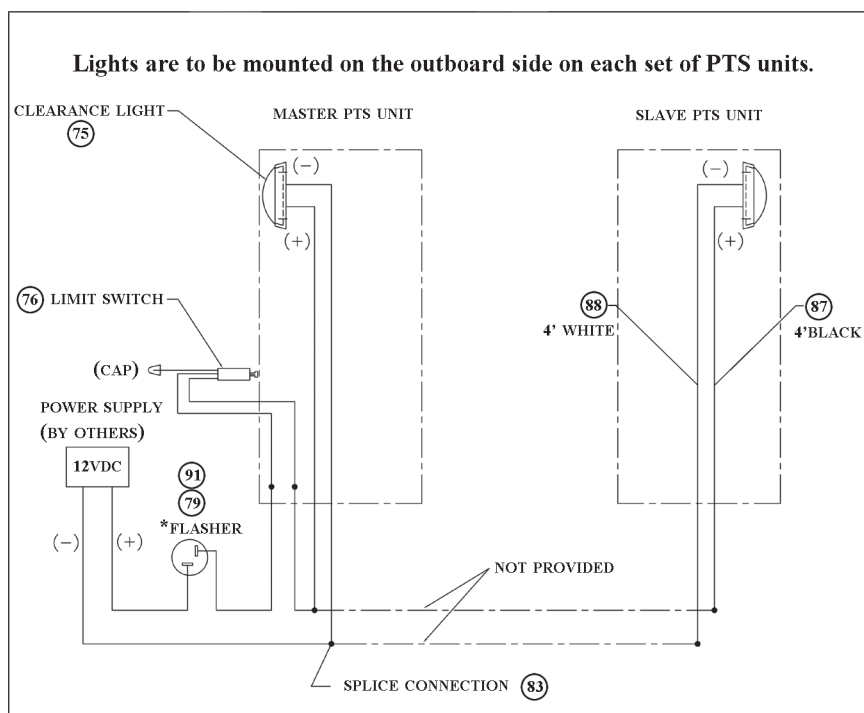 Lights are to be mounted on the outboard side on each set of PTS units.
CLEARANCE LIGHT
75
MASTER PTS UNIT
SLAVE PTS UNIT
(-)
(-)
(+)
(+)
76 LIMIT SWITCH
88
87
4' WHITE
4'BLACK
(CAP)
POWER SUPPLY
(BY OTHERS)
12VDC
91
79
*FLASHER
(-)
(+)
NOT PROVIDED
SPLICE CONNECTION 83